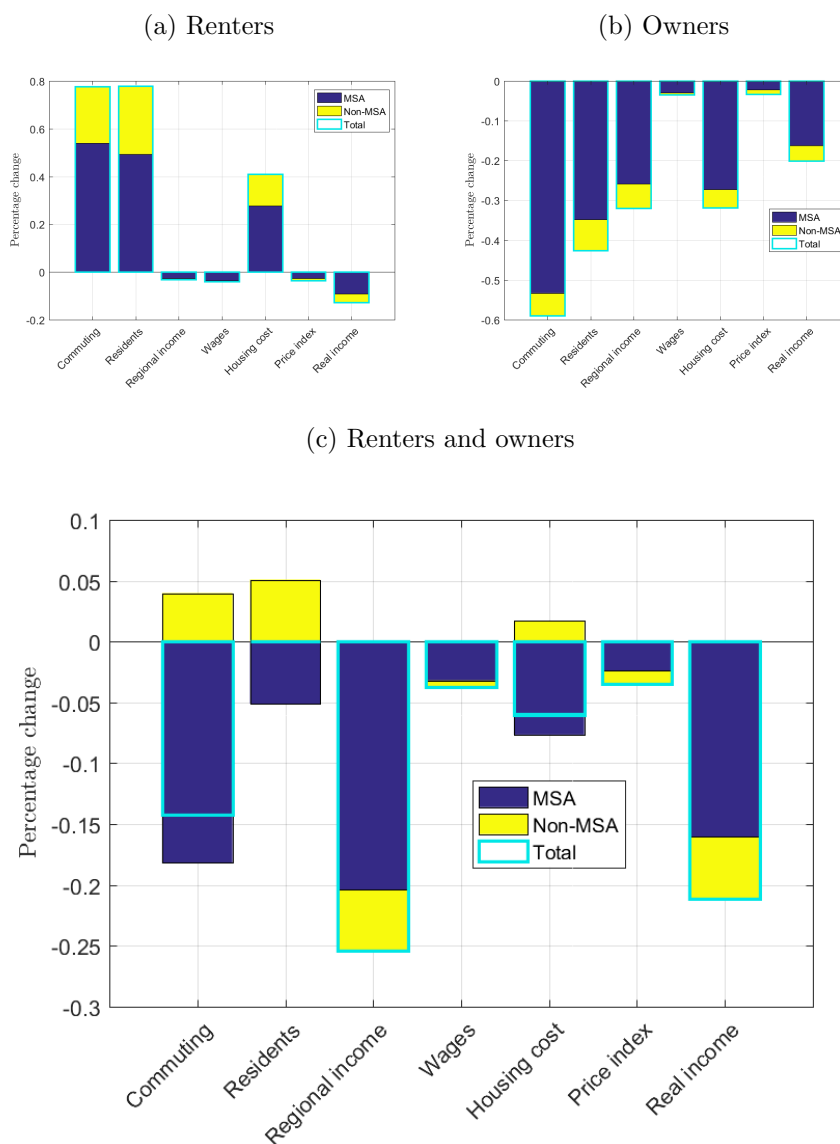 (a) Renters
0.8
0.6
0.4
0.2
0
-0.2
Percentage change
MSA
Non-MSA
Total
Commuting
Residents
Regional income
Wages
Housing cost
Price index
Real income
(b) Owners
0
-0.1
-0.2
-0.3
-0.4
-0.5
-0.6
Percentage change
MSA
Non-MSA
Total
Commuting
Residents
Regional income
Wages
Housing cost
Price index
Real income
(c) Renters and owners
0.1
0.05
0
-0.05
-0.1
-0.15
-0.2
-0.25
-0.3
Percentage change
MSA
Non-MSA
Total
Commuting
Residents
Regional income
Wages
Housing cost
Price index
Real income